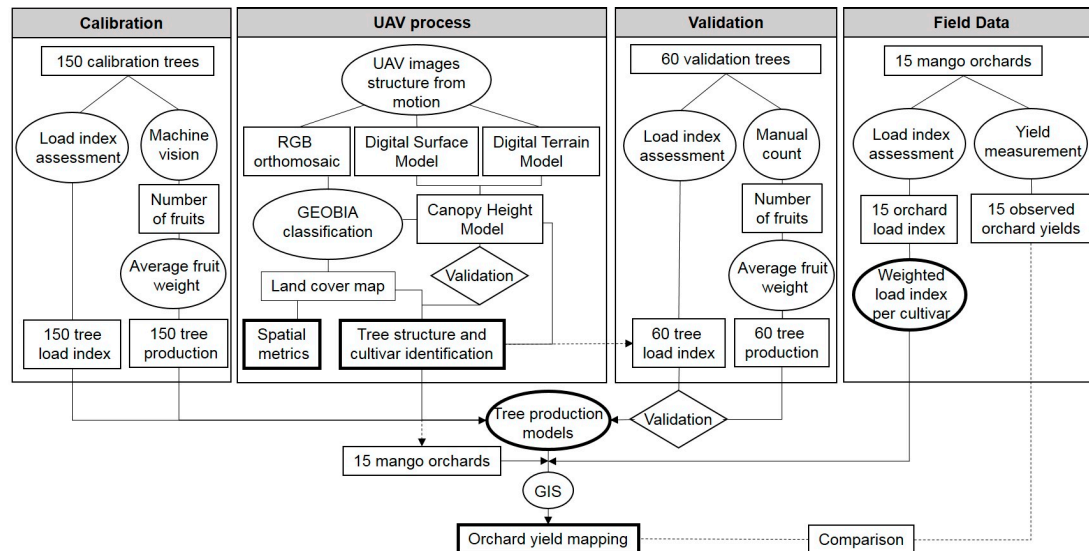 Calibration
150 calibration trees
Load index
assessment
Machine
vision
Number
of fruits
Average fruit
weight
150 tree
load index
150 tree
production
UAV process
UAV images
structure from
motion
RGB
orthomosaic
Digital Surface
Model
Digital Terrain
Model
GEOBIA
classification
Canopy Height
Model
Validation
Land cover map
Spatial
metrics
Tree structure and
cultivar identification
Validation
60 validation trees
Load index
assessment
Manual
count
Number
of fruits
Average fruit
weight
60 tree
load index
60 tree
production
Field Data
15 mango orchards
Load index
assessment
Yield
measurement
15 orchard
load index
15 observed
orchard yields
Weighted
load index
per cultivar
Tree production
models
Validation
15 mango orchards
GIS
Orchard yield mapping
Comparison